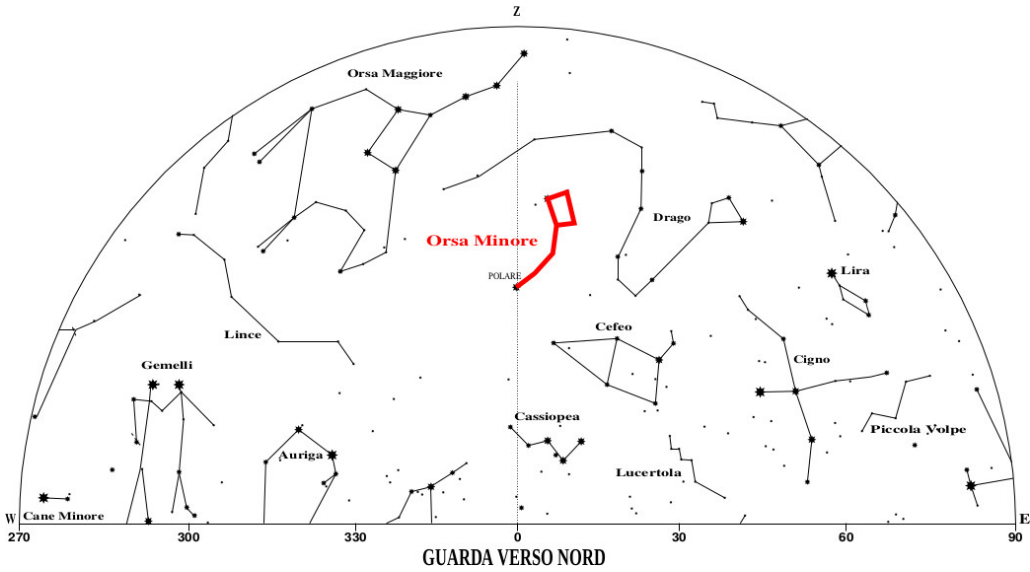 Z
Orsa Maggiore
Drago
Orsa Minore
POLARE
Lira
Lince
Cefeo
Cigno
Gemelli
Cassiopea
Piccola Volpe
Auriga
Lucertola
Cane Minore
W
E
270
300
330
0
30
60
90
GUARDA VERSO NORD